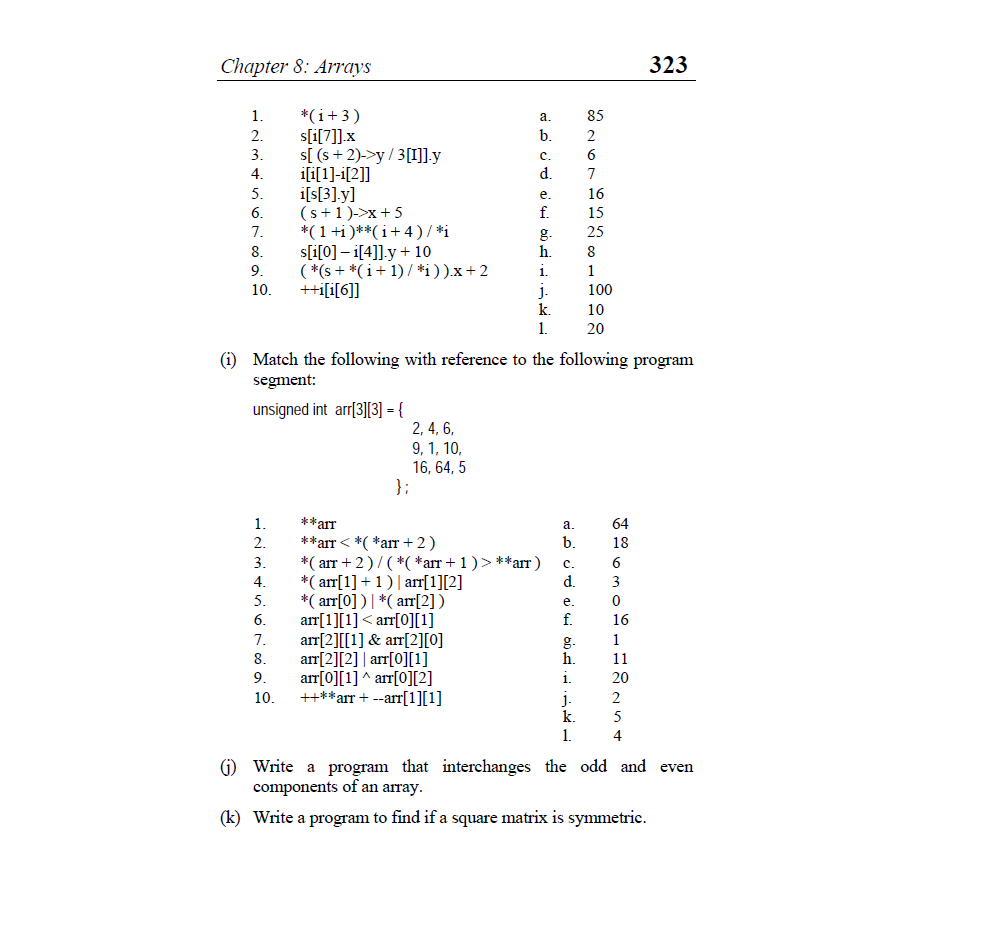 Chapter 8: Arrays 323
1. *( i + 3 ) a. 85
2. s[i[7]].x b. 2
3. s[ (s + 2)->y / 3[I]].y c. 6
4. i[i[1]-i[2]] d. 7
5. i[s[3].y] e. 16
6. ( s + 1 )->x + 5 f. 15
7. *( 1 +i )**( i + 4 ) / *i g. 25
8. s[i[0] – i[4]].y + 10 h. 8
9. ( *(s + *( i + 1) / *i ) ).x + 2 i. 1
10. ++i[i[6]] j. 100
k. 10
l. 20
(i) Match the following with reference to the following program
segment:
unsigned int arr[3][3] = {
2, 4, 6,
9, 1, 10,
16, 64, 5
} ;
1. **arr a. 64
2. **arr < *( *arr + 2 ) b. 18
3. *( arr + 2 ) / ( *( *arr + 1 ) > **arr ) c. 6
4. *( arr[1] + 1 ) | arr[1][2] d. 3
5. *( arr[0] ) | *( arr[2] ) e. 0
6. arr[1][1] < arr[0][1] f. 16
7. arr[2][[1] & arr[2][0] g. 1
8. arr[2][2] | arr[0][1] h. 11
9. arr[0][1] ^ arr[0][2] i. 20
10. ++**arr + --arr[1][1] j. 2
k. 5
l. 4
(j) Write a program that interchanges the odd and even
components of an array.
(k) Write a program to find if a square matrix is symmetric.